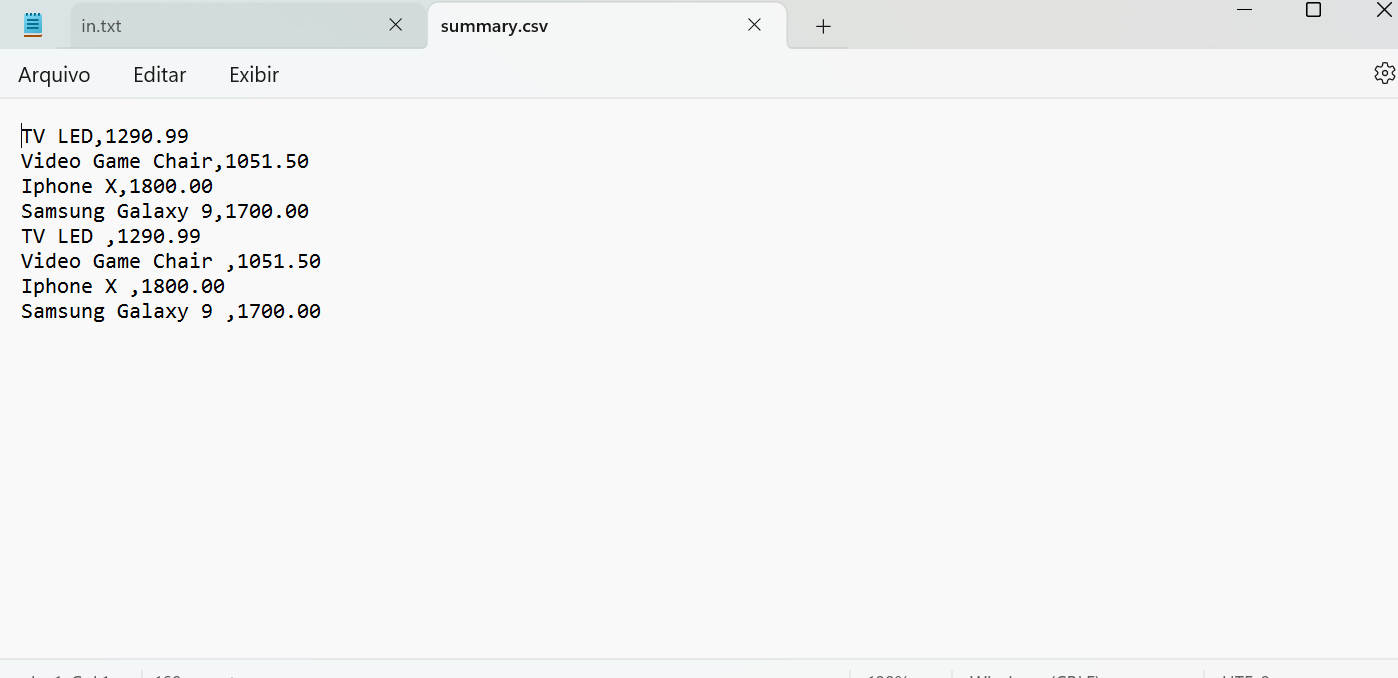 in.txt
summary.csv
Arquivo Editar Exibir
TV LED,1290.99
Video Game Chair,1051.50
Iphone X,1800.00
Samsung Galaxy 9,1700.00
TV LED ,1290.99
Video Game Chair ,1051.50
Iphone X ,1800.00
Samsung Galaxy 9 ,1700.00